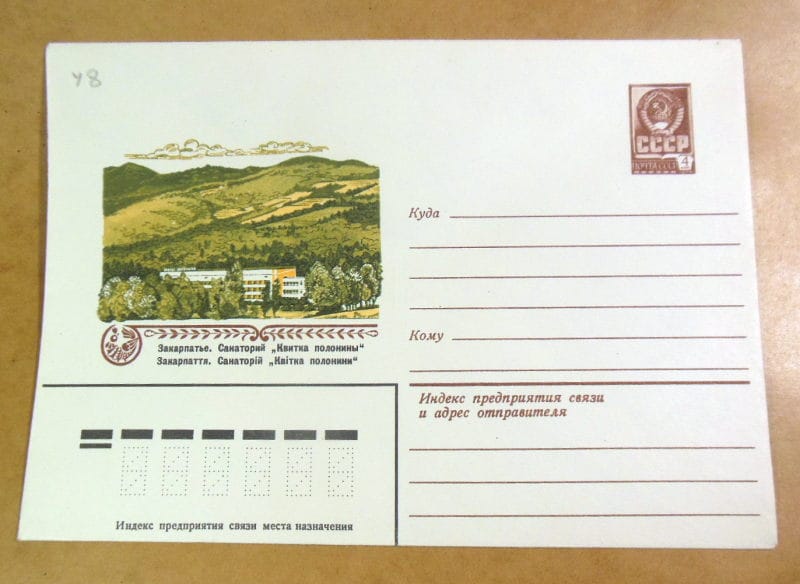 у8
СССР
ПОЧТА СССР 4
Куда
Кому
Закарпатье. Санаторий „Квитка полонины“
Закарпаття. Санаторій „Квітка полонини“
Индекс предприятия связи
и адрес отправителя
Индекс предприятия связи места назначения